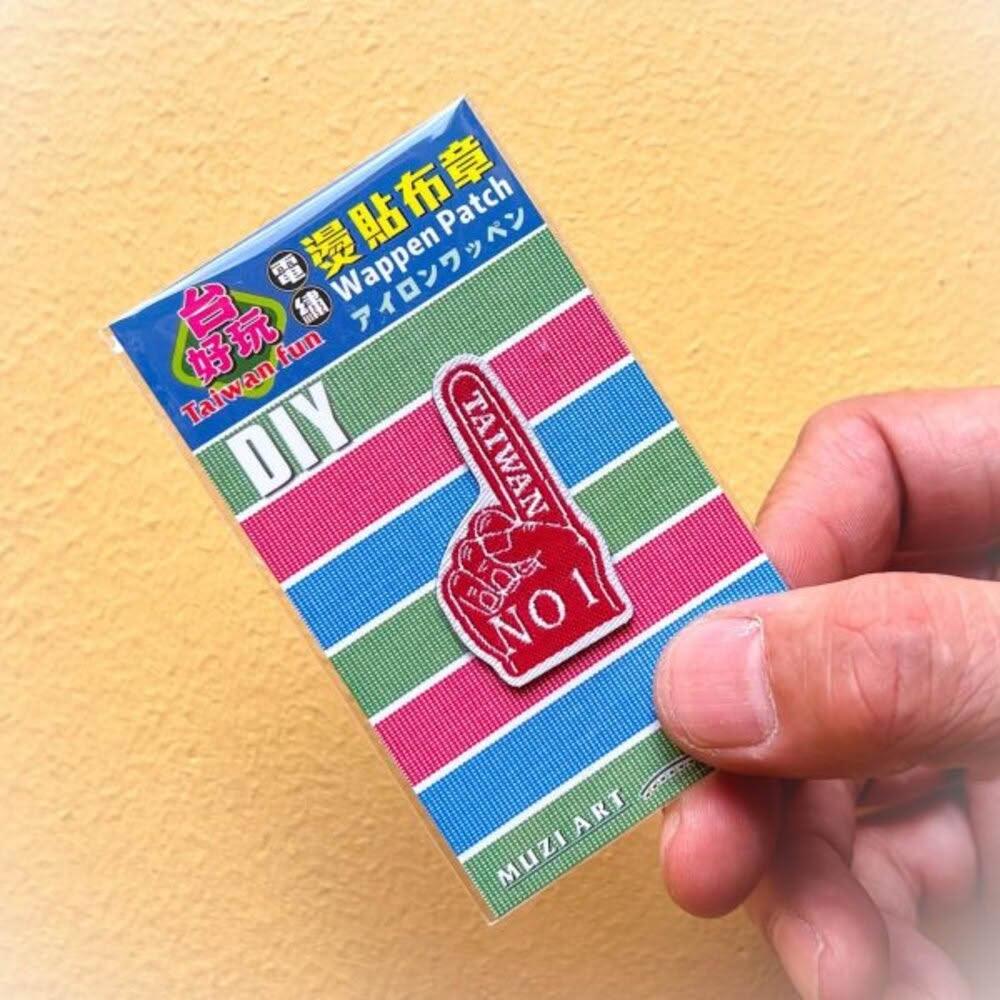 台
好玩
Taiwan fun
電
繡
燙貼布章
Wappen Patch
アイロンワッペン
DIY
TAIWAN
NO 1
MUZI ART